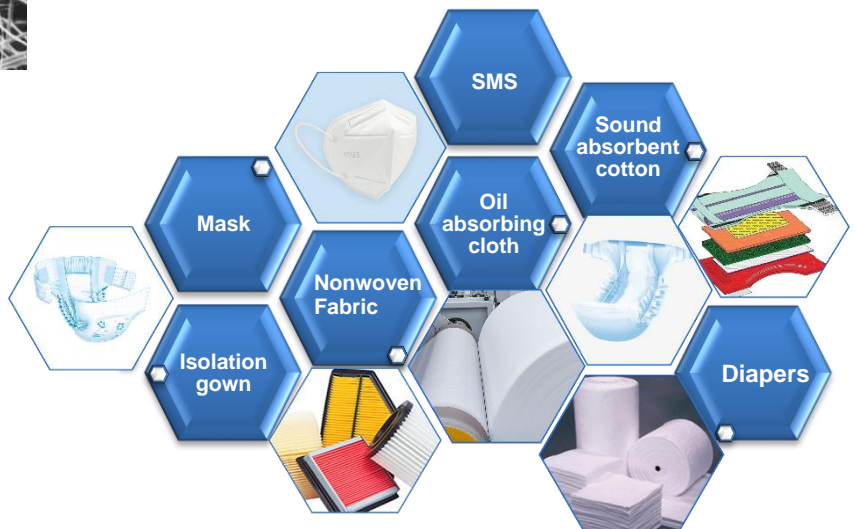 SMS
Sound
absorbent
cotton
Mask
Oil
absorbing
cloth
Nonwoven
Fabric
Isolation
gown
Diapers